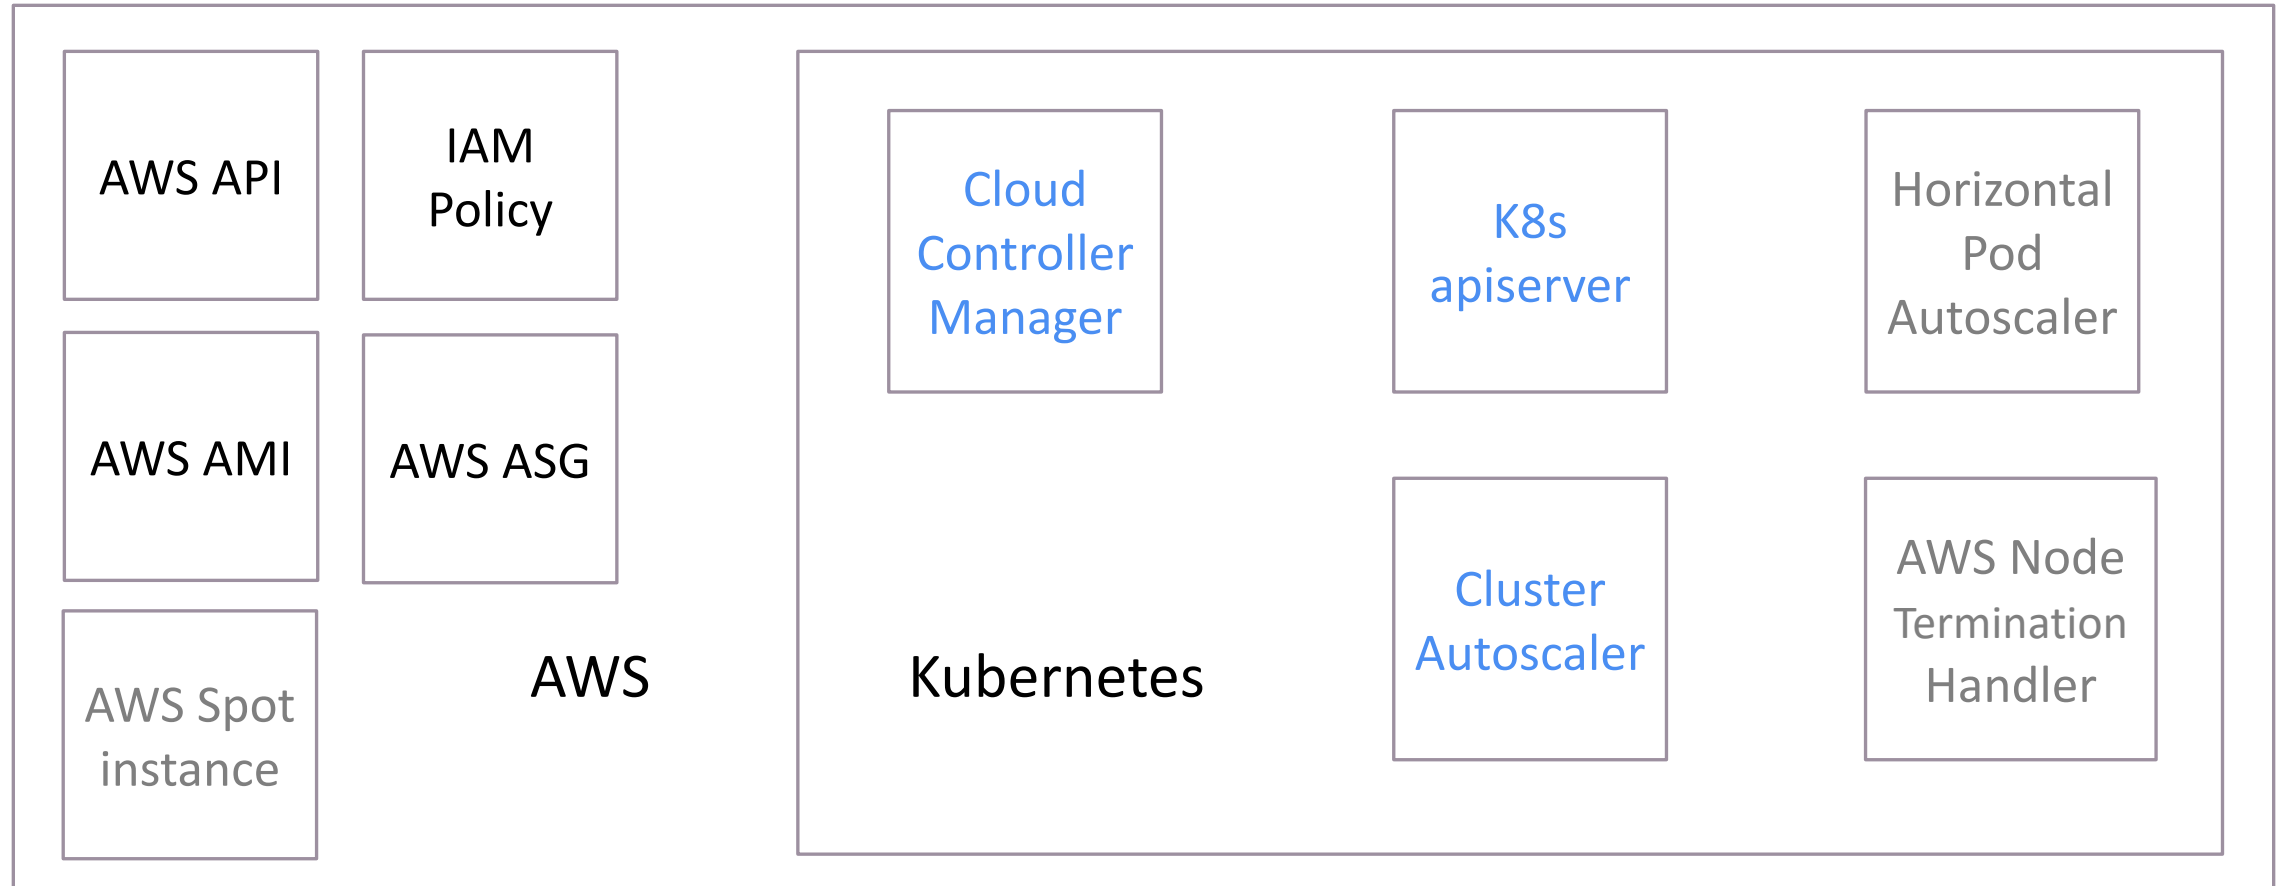 AWS API
IAM
Policy
AWS AMI
AWS ASG
AWS Spot
instance
AWS
Cloud
Controller
Manager
K8s
apiserver
Horizontal
Pod
Autoscaler
Kubernetes
Cluster
Autoscaler
AWS Node
Termination
Handler